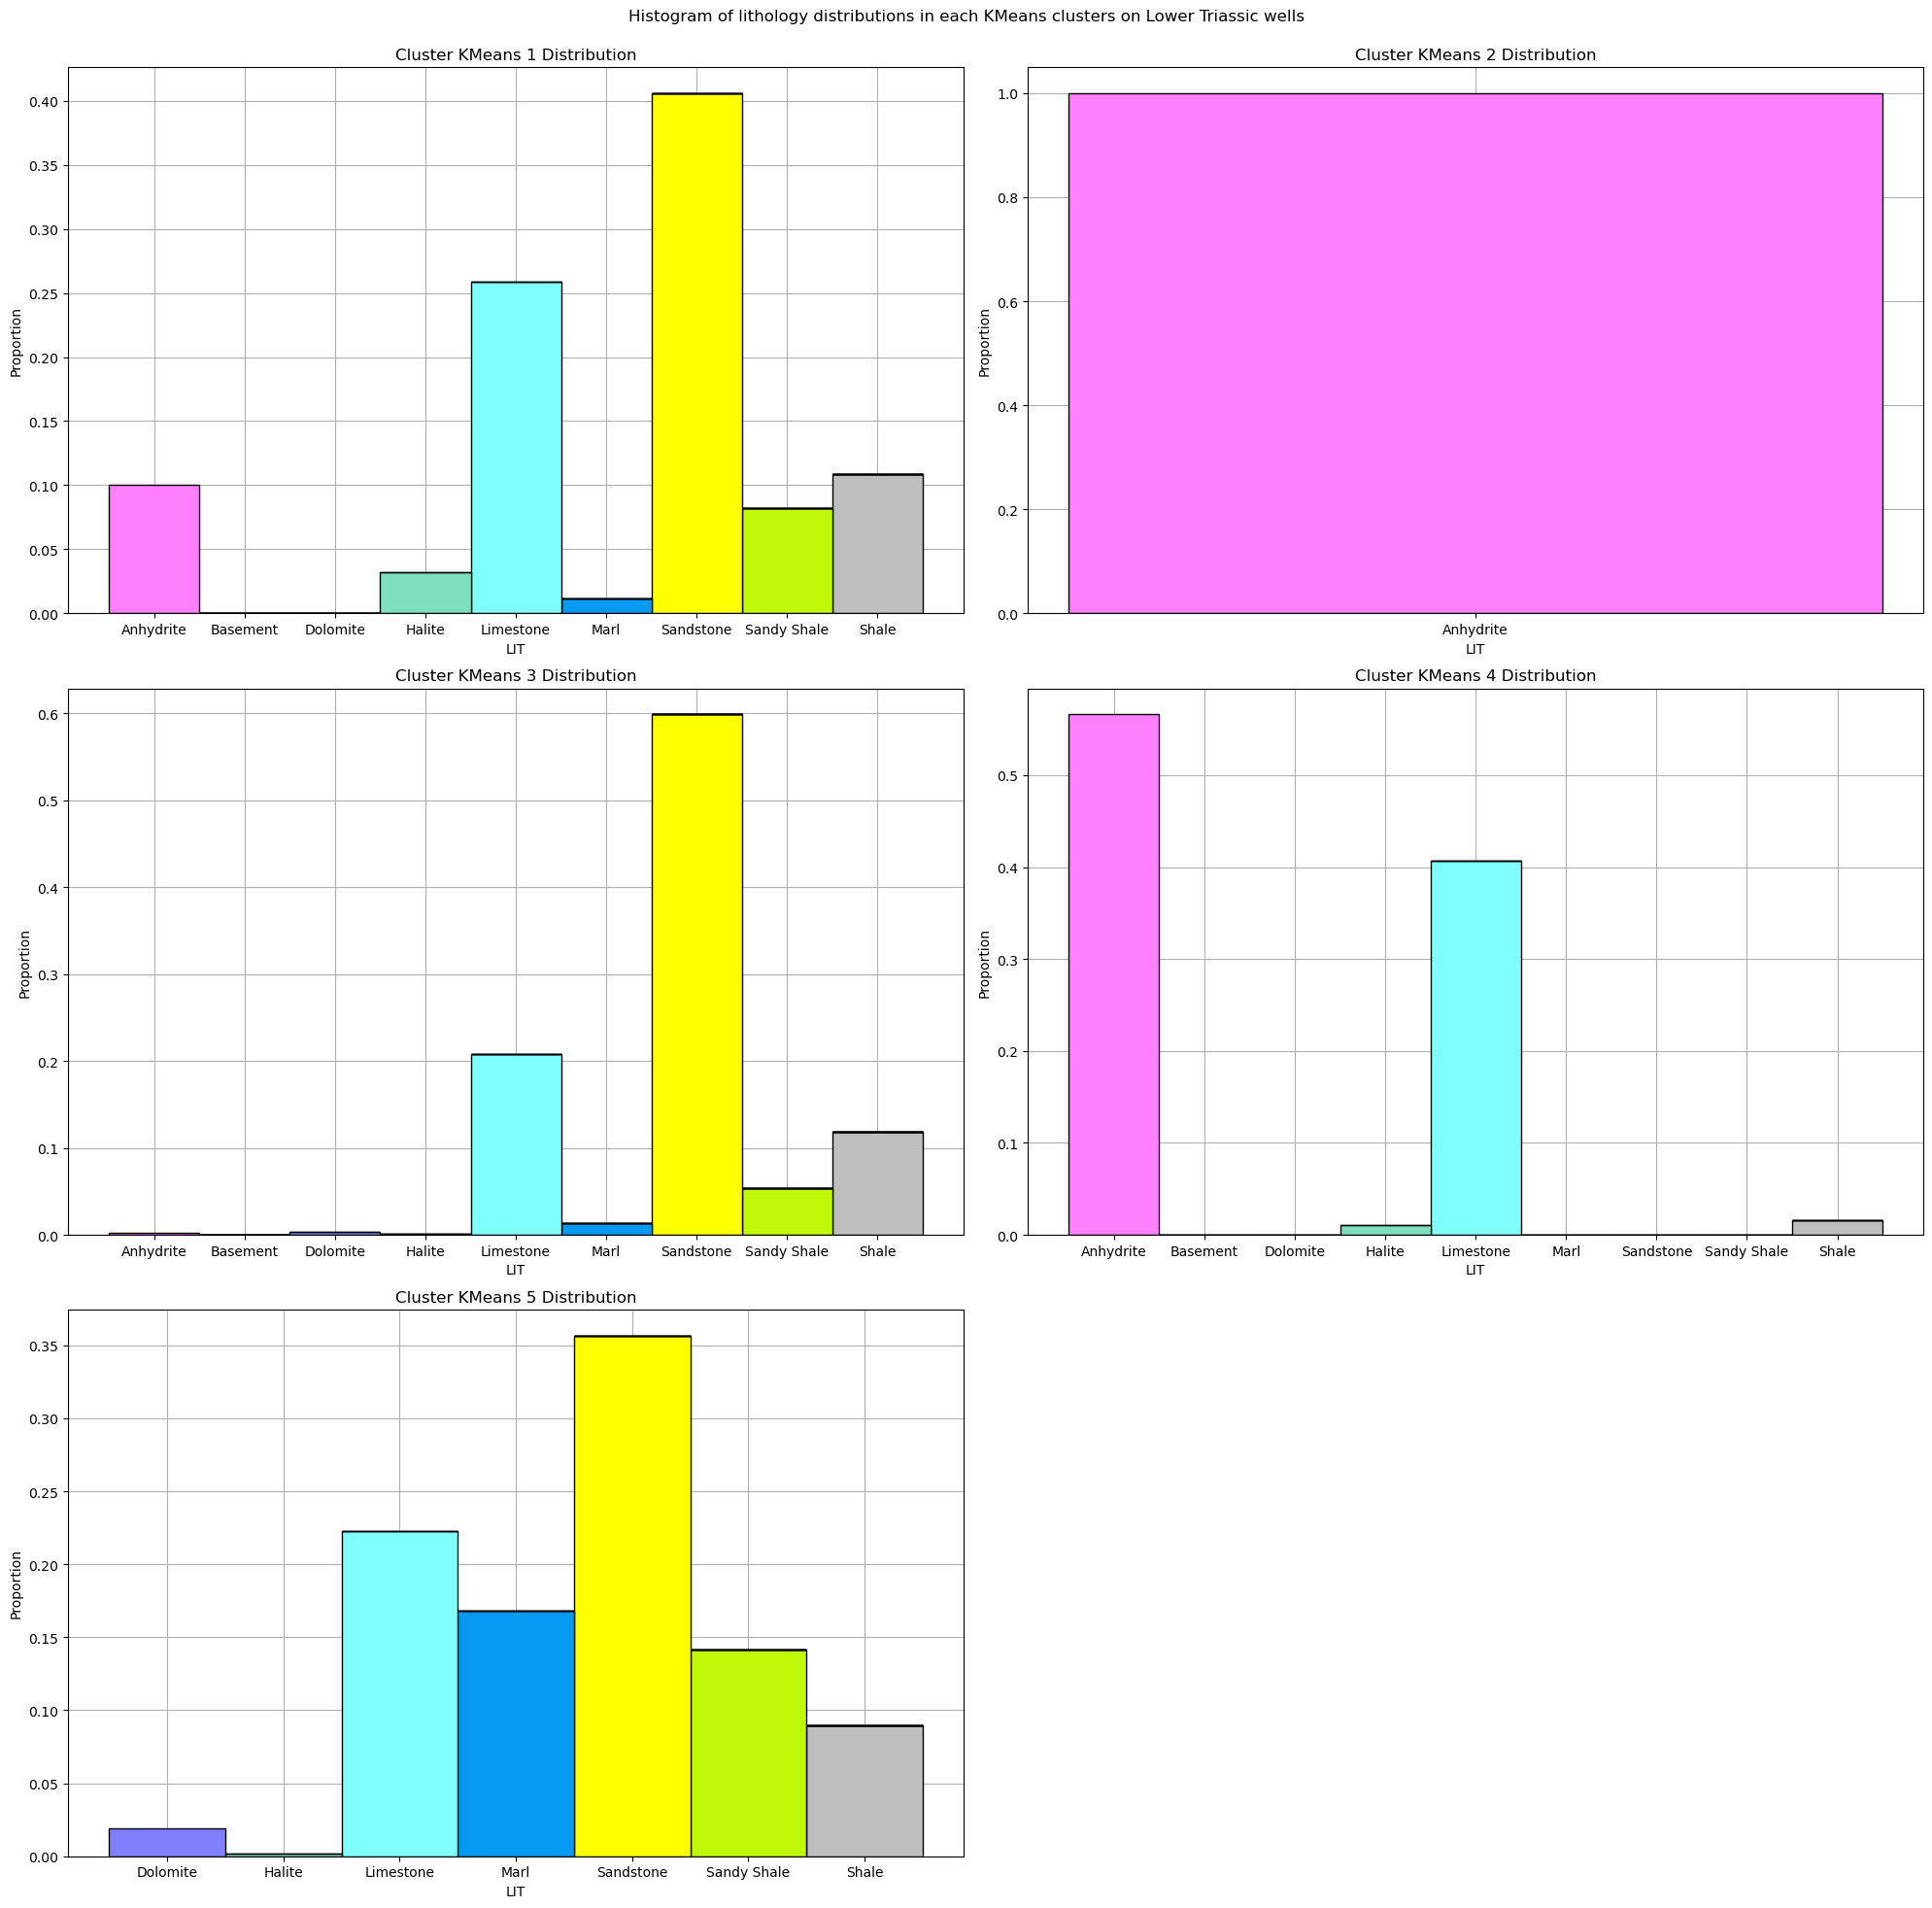 Histogram of lithology distributions in each KMeans clusters on Lower Triassic wells
Cluster KMeans 1 Distribution
Proportion
0.40
0.35
0.30
0.25
0.20
0.15
0.10
0.05
0.00
Anhydrite Basement Dolomite Halite Limestone Marl Sandstone Sandy Shale Shale
LIT
Cluster KMeans 2 Distribution
Proportion
1.0
0.8
0.6
0.4
0.2
0.0
Anhydrite
LIT
Cluster KMeans 3 Distribution
Proportion
0.6
0.5
0.4
0.3
0.2
0.1
0.0
Anhydrite Basement Dolomite Halite Limestone Marl Sandstone Sandy Shale Shale
LIT
Cluster KMeans 4 Distribution
Proportion
0.5
0.4
0.3
0.2
0.1
0.0
Anhydrite Basement Dolomite Halite Limestone Marl Sandstone Sandy Shale Shale
LIT
Cluster KMeans 5 Distribution
Proportion
0.35
0.30
0.25
0.20
0.15
0.10
0.05
0.00
Dolomite Halite Limestone Marl Sandstone Sandy Shale Shale
LIT